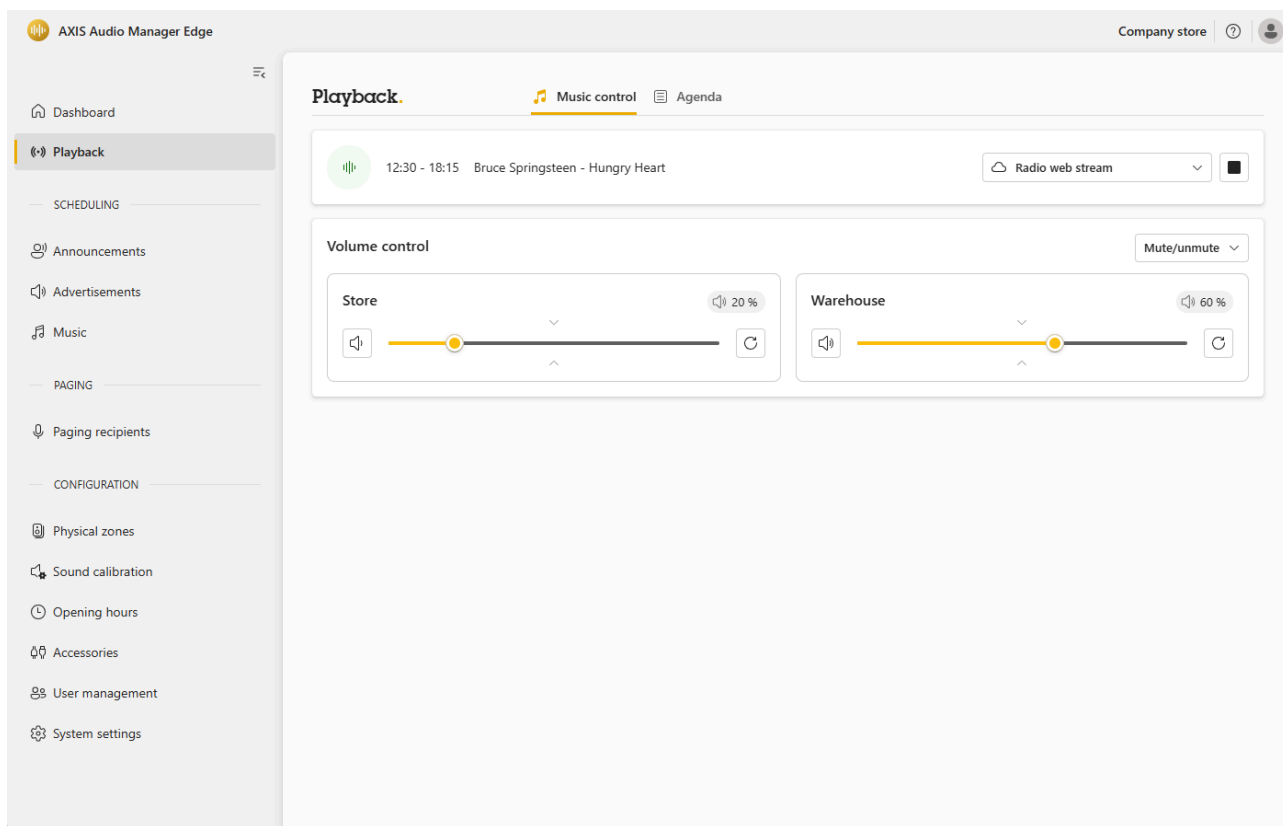 AXIS Audio Manager Edge
Company store
Dashboard
Playback
SCHEDULING
Announcements
Advertisements
Music
PAGING
Paging recipients
CONFIGURATION
Physical zones
Sound calibration
Opening hours
Accessories
User management
System settings
Playback.
Music control
Agenda
12:30 - 18:15 Bruce Springsteen - Hungry Heart
Radio web stream
Volume control
Mute/unmute
Store
20 %
Warehouse
60 %